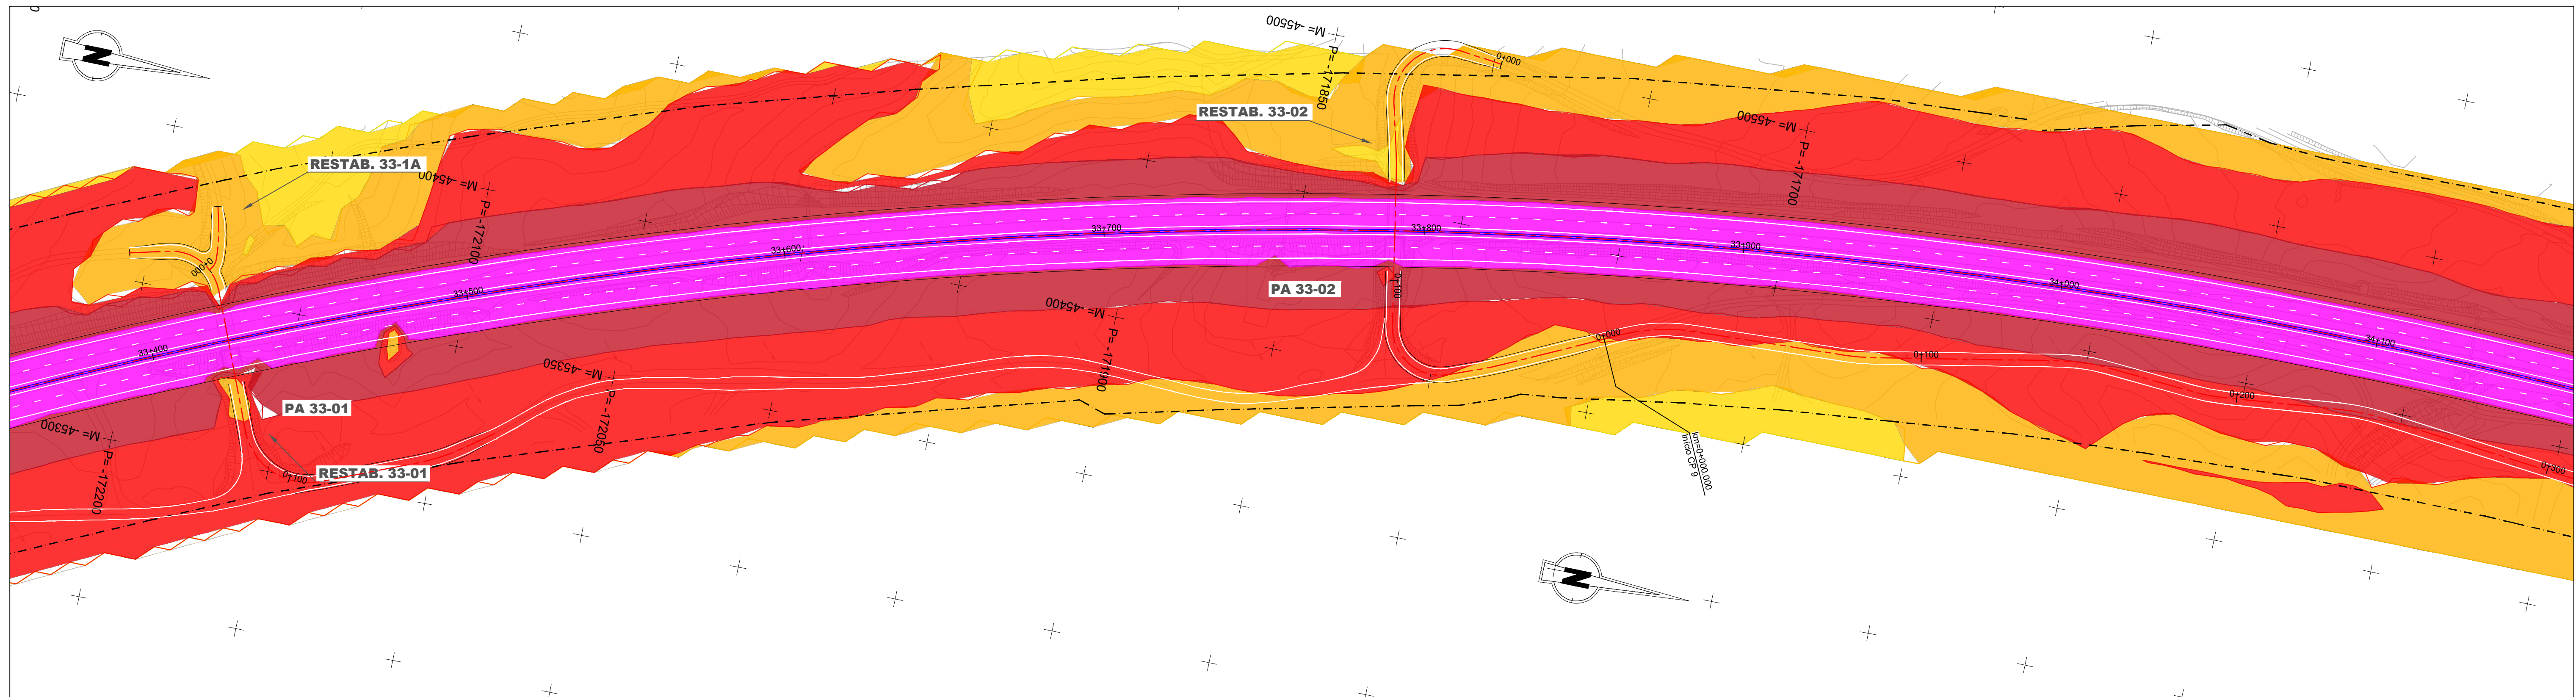 0
N
M= -45500
P= -171850
0+000
RESTAB. 33-02
M= -45500
P= -171700
RESTAB. 33-1A
M= -45400
P= -172100
0+000
33+400
33+500
33+600
33+700
33+800
33+900
34+000
34+100
PA 33-02
0+100
M= -45400
P= -171900
M= -45350
P= -172050
0+000
0+100
0+200
0+300
PA 33-01
M= -45300
P= -172200
RESTAB. 33-01
0+100
km=0+000.000
Início CP 9
N